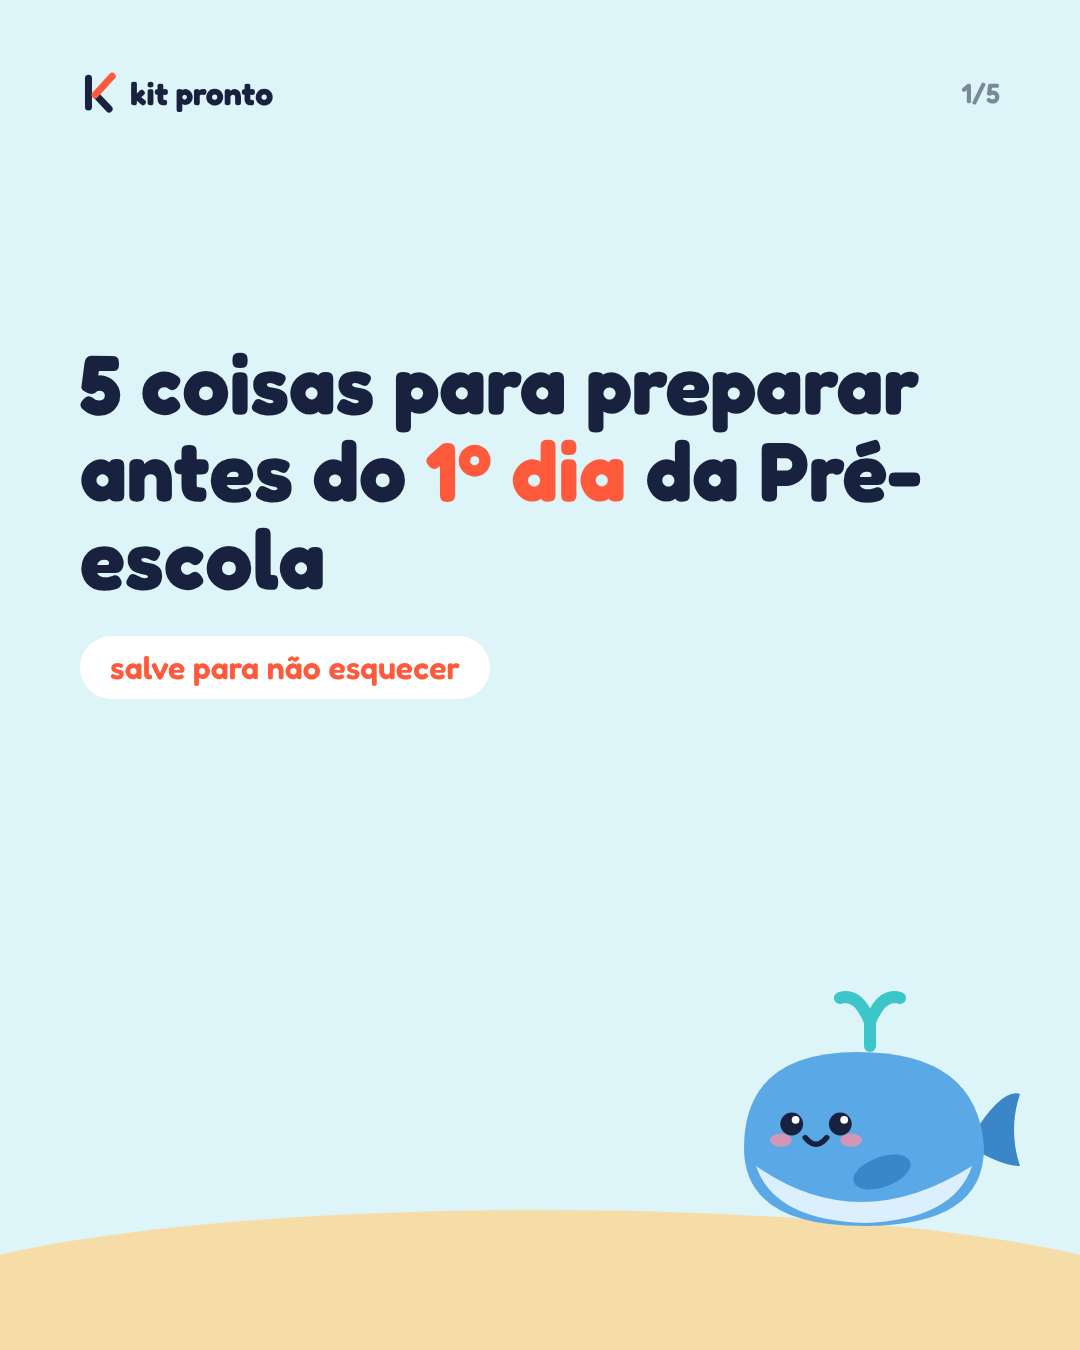 kit pronto
1/5
5 coisas para preparar
antes do 1º dia da Pré-
escola
salve para não esquecer